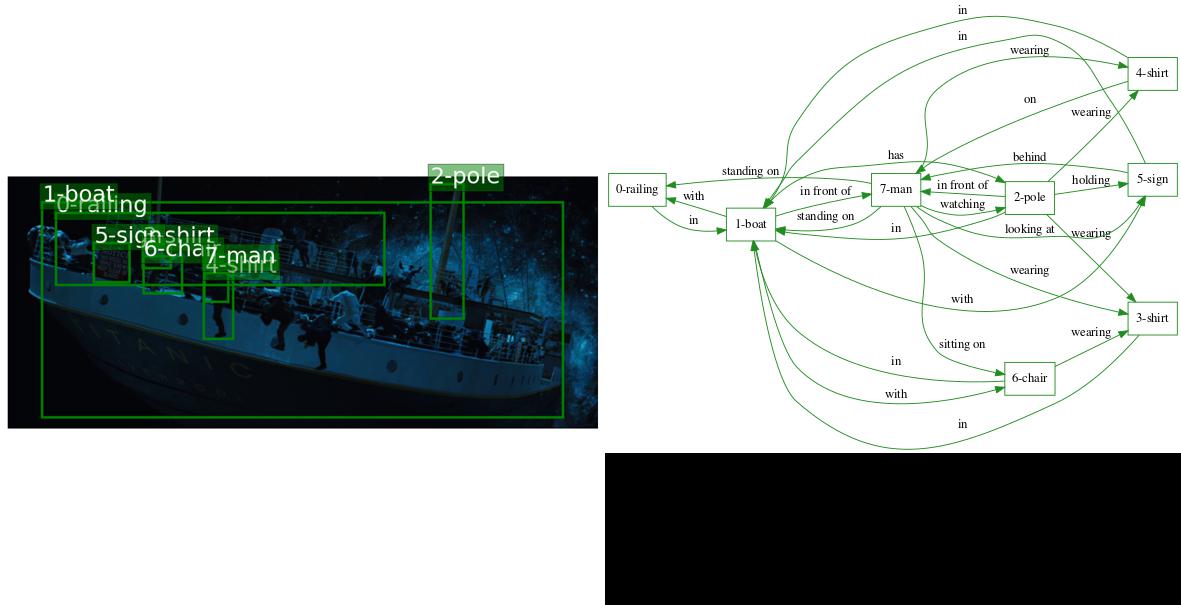 2-pole
1-boat
0-railing
5-sign
shirt
6-chair
7-man
4-shirt
TITANIC
in
in
wearing
4-shirt
on
wearing
has
behind
standing on
5-sign
0-railing
7-man
in front of
holding
with
in front of
2-pole
watching
in
1-boat
standing on
in
looking at
wearing
wearing
with
3-shirt
wearing
sitting on
in
6-chair
with
in